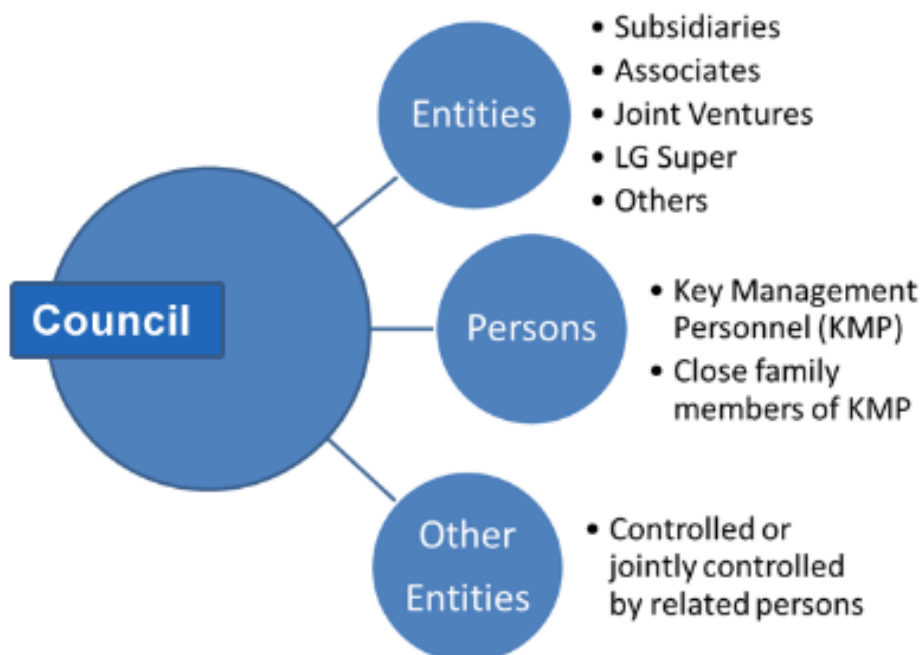 Council
Entities
• Subsidiaries
• Associates
• Joint Ventures
• LG Super
• Others
Persons
• Key Management
Personnel (KMP)
• Close family
members of KMP
Other
Entities
• Controlled or
jointly controlled
by related persons